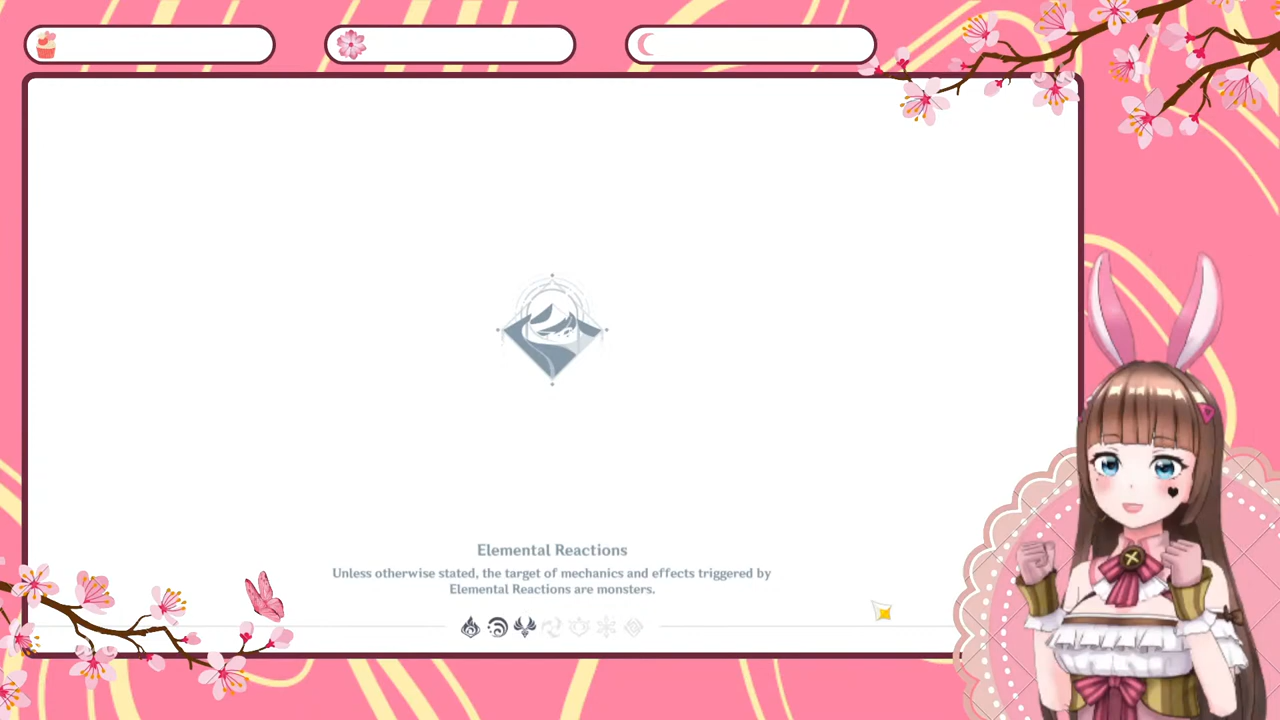 Elemental Reactions
Unless otherwise stated, the target of mechanics and effects triggered by
Elemental Reactions are monsters.